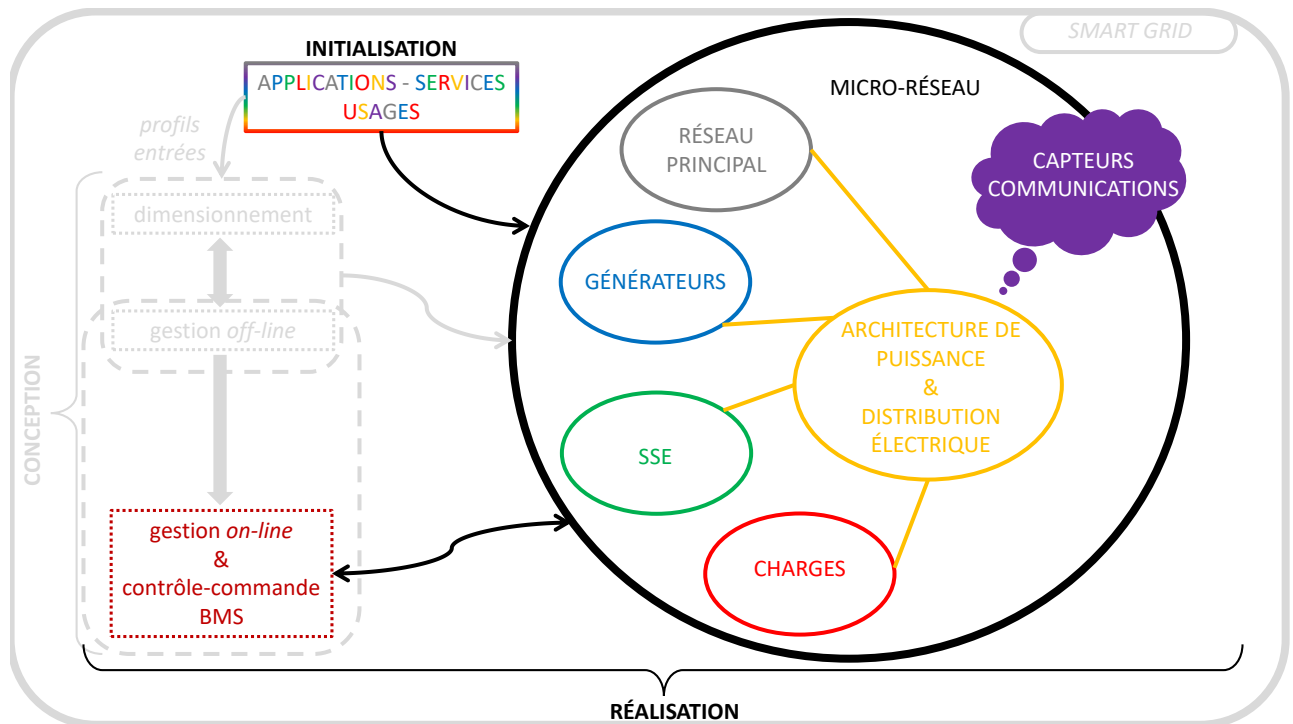 SMART GRID
INITIALISATION
APPLICATIONS - SERVICES
USAGES
profils
entrées
dimensionnement
gestion off-line
CONCEPTION
gestion on-line
&
contrôle-commande
BMS
MICRO-RÉSEAU
RÉSEAU
PRINCIPAL
CAPTEURS
COMMUNICATIONS
GÉNÉRATEURS
ARCHITECTURE DE
PUISSANCE
&
DISTRIBUTION
ÉLECTRIQUE
SSE
CHARGES
RÉALISATION